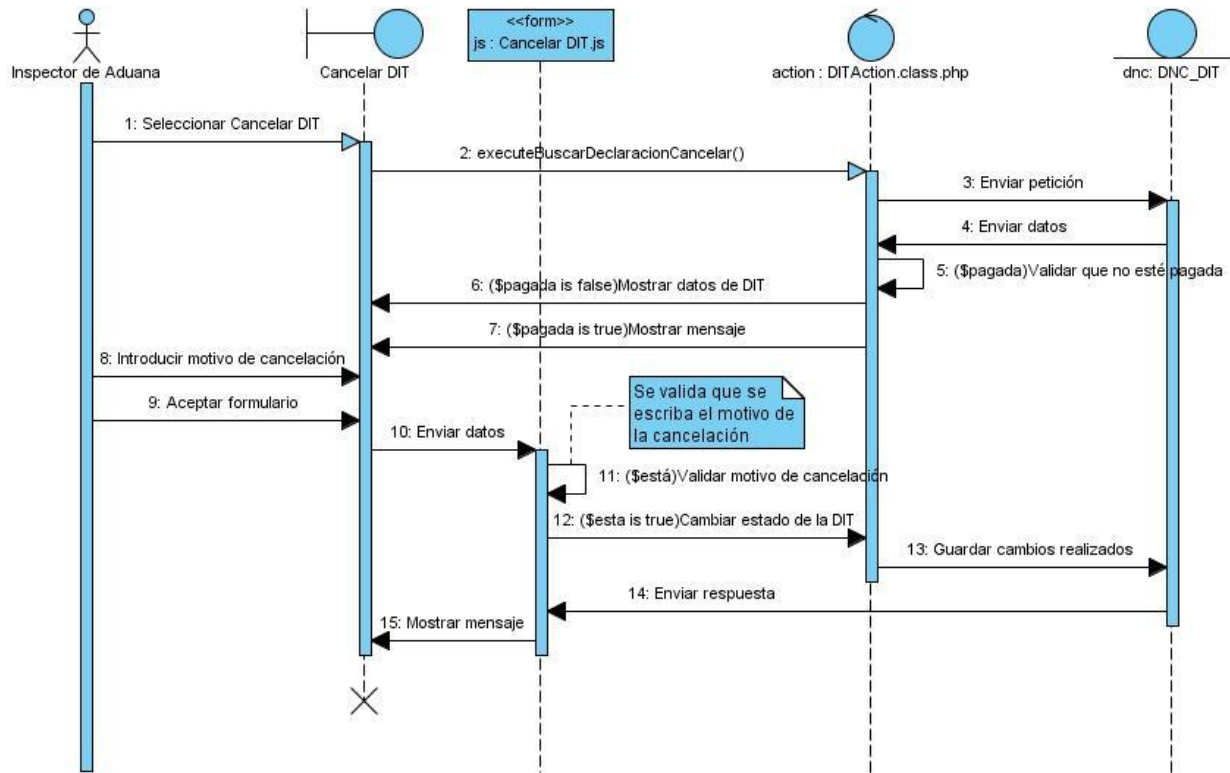 <<form>>
js : Cancelar DIT.js
Inspector de Aduana
Cancelar DIT
action : DITAction.class.php
dnc: DNC_DIT
1: Seleccionar Cancelar DIT
2: executeBuscarDeclaracionCancelar()
3: Enviar petición
4: Enviar datos
5: ($pagada)Validar que no esté pagada
6: ($pagada is false)Mostrar datos de DIT
7: ($pagada is true)Mostrar mensaje
8: Introducir motivo de cancelación
9: Aceptar formulario
Se valida que se
escriba el motivo de
la cancelación
10: Enviar datos
11: ($está)Validar motivo de cancelación
12: ($esta is true)Cambiar estado de la DIT
13: Guardar cambios realizados
14: Enviar respuesta
15: Mostrar mensaje